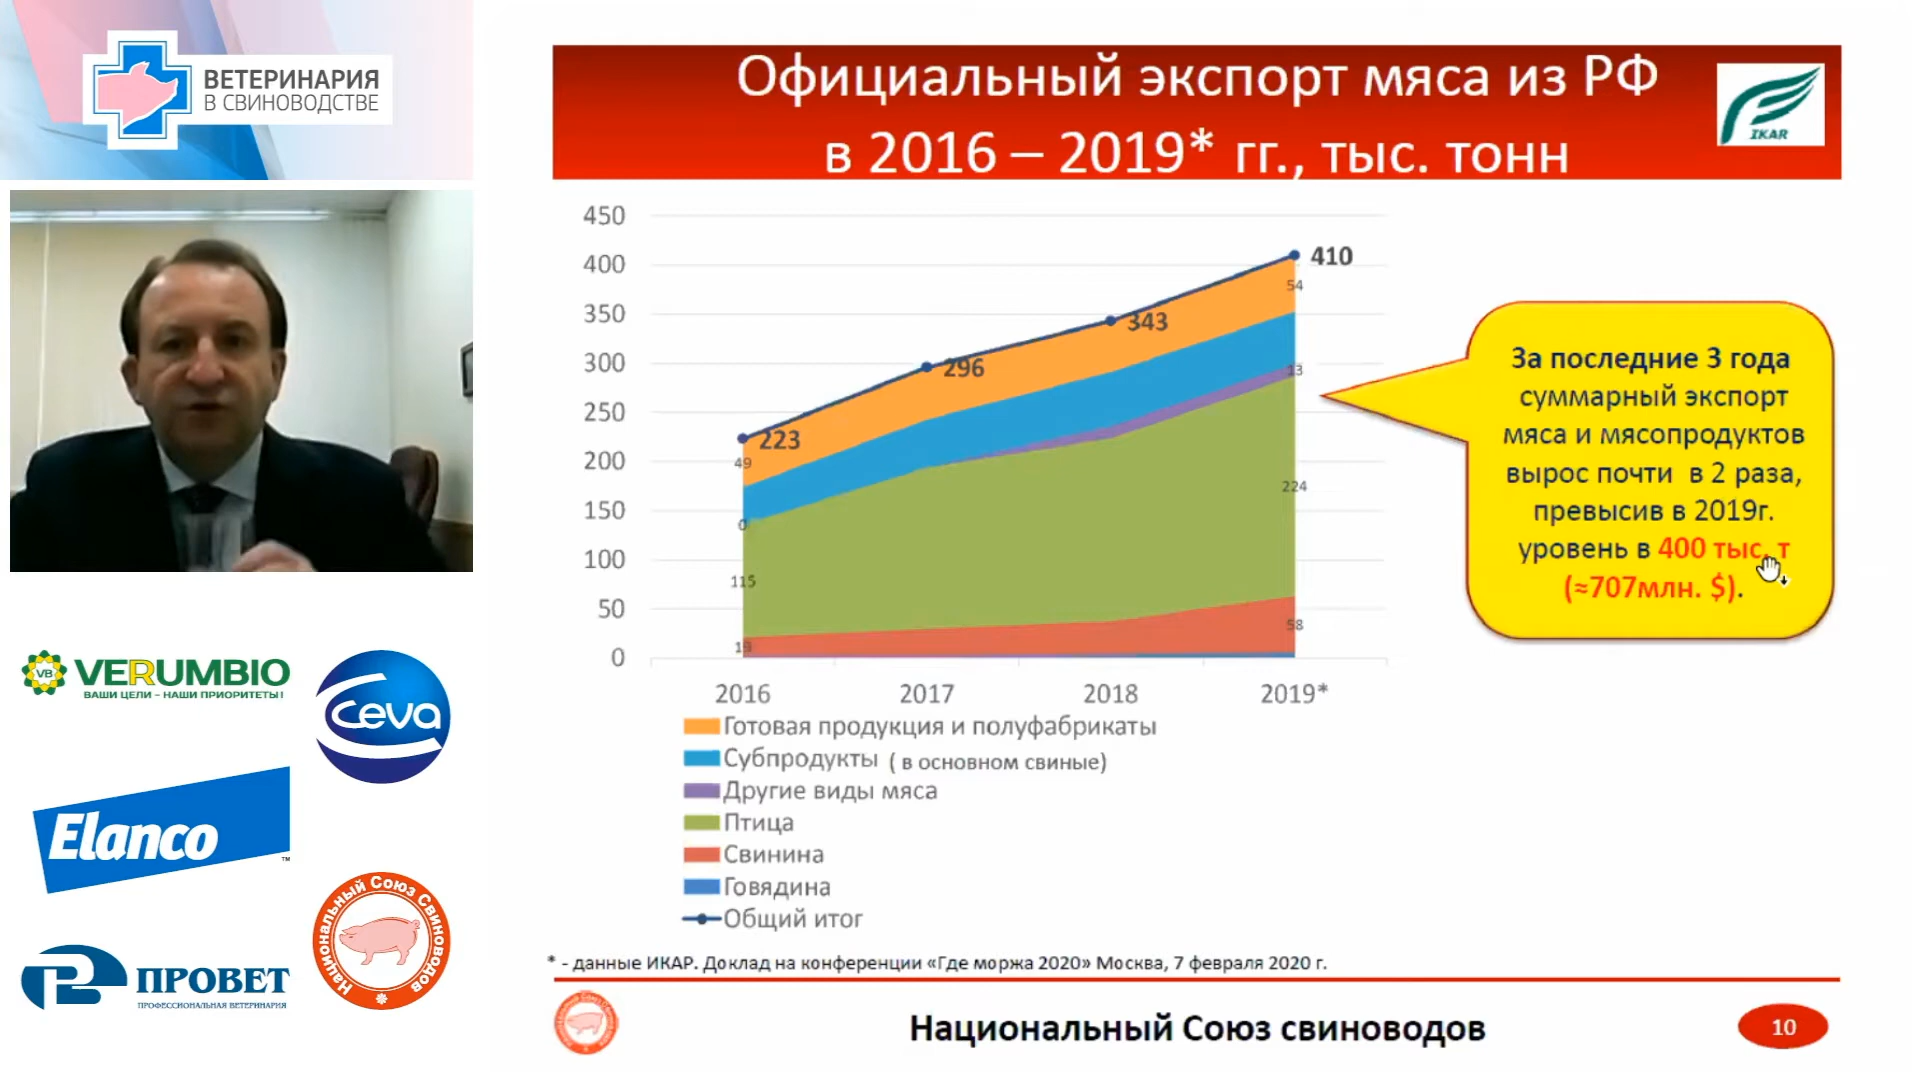 ВЕТЕРИНАРИЯ
В СВИНОВОДСТВЕ
Официальный экспорт мяса из РФ
в 2016 – 2019* гг., тыс. тонн
IKAR
450
400
350
300
250
200
150
100
50
0
223
296
343
410
49
0
115
19
54
13
224
58
2016
2017
2018
2019*
Готовая продукция и полуфабрикаты
Субпродукты ( в основном свиные)
Другие виды мяса
Птица
Свинина
Говядина
Общий итог
За последние 3 года
суммарный экспорт
мяса и мясопродуктов
вырос почти в 2 раза,
превысив в 2019г.
уровень в 400 тыс. т
(≈707млн. $).
* - данные ИКАР. Доклад на конференции «Где моржа 2020» Москва, 7 февраля 2020 г.
Национальный Союз свиноводов
10
VB
VERUMBIO
ВАШИ ЦЕЛИ – НАШИ ПРИОРИТЕТЫ!
Ceva
Elanco
™
Национальный Союз Свиноводов
ПРОВЕТ
ПРОФЕССИОНАЛЬНАЯ ВЕТЕРИНАРИЯ